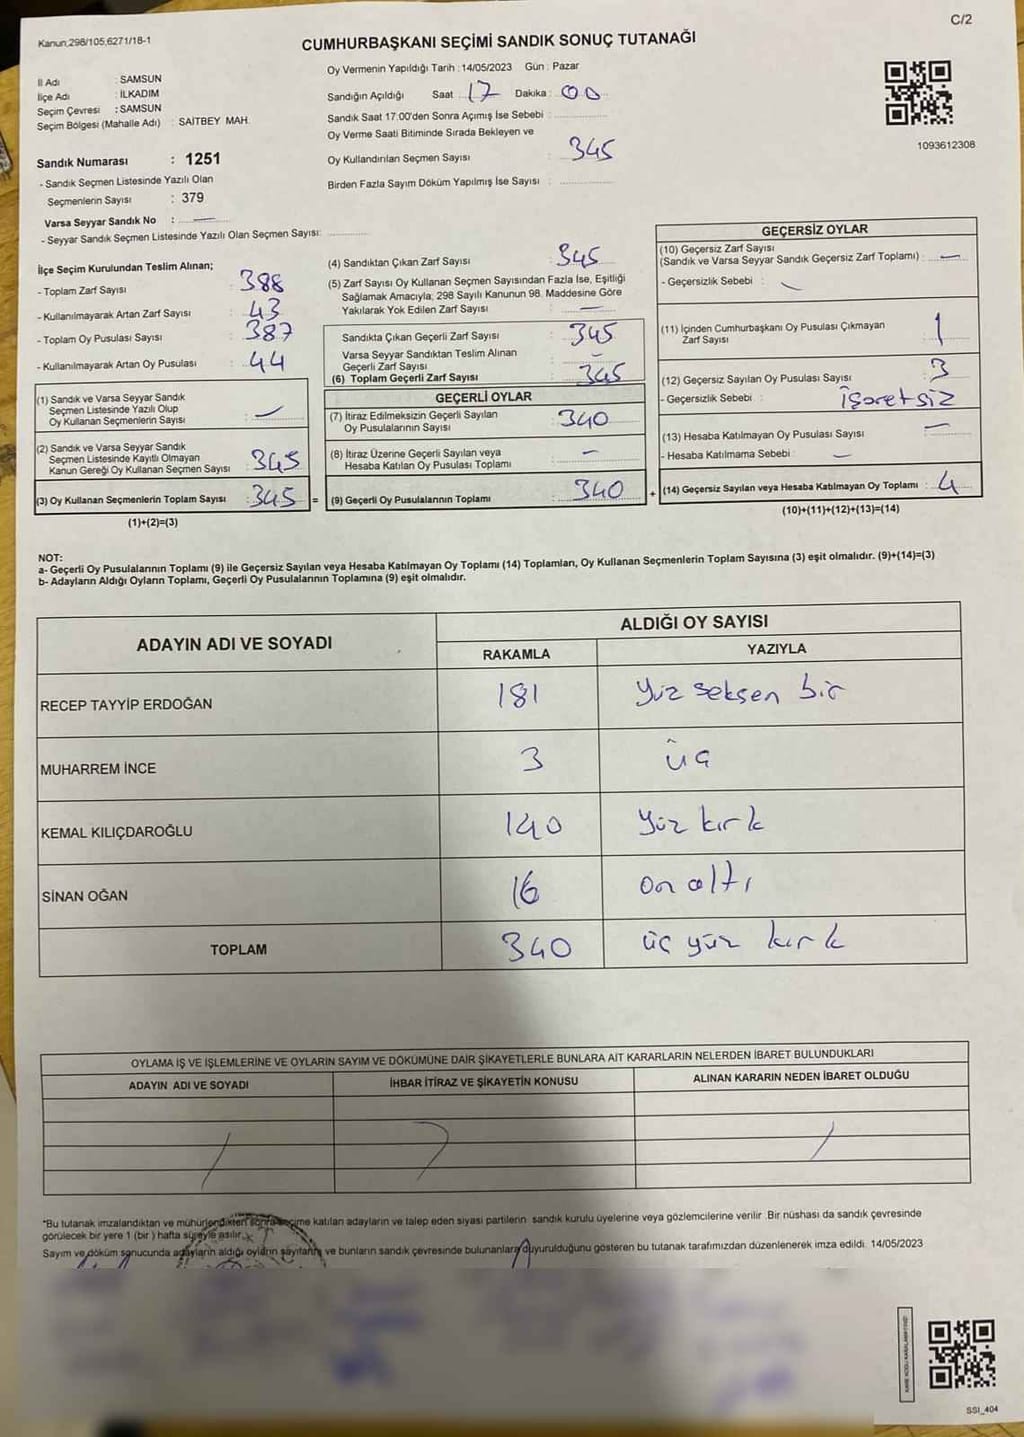 C/2
Kanun,298/105,6271/18-1
CUMHURBAŞKANI SEÇİMİ SANDIK SONUÇ TUTANAĞI
İl Adı : SAMSUN
İlçe Adı : İLKADIM
Seçim Çevresi : SAMSUN
Seçim Bölgesi (Mahalle Adı) : SAİTBEY MAH.
Sandık Numarası : 1251
- Sandık Seçmen Listesinde Yazılı Olan
Seçmenlerin Sayısı : 379
Varsa Seyyar Sandık No : —
- Seyyar Sandık Seçmen Listesinde Yazılı Olan Seçmen Sayısı:
Oy Vermenin Yapıldığı Tarih : 14/05/2023 Gün : Pazar
Sandığın Açıldığı Saat : 17 Dakika : 00
Sandık Saat 17:00'den Sonra Açımış İse Sebebi :
Oy Verme Saati Bitiminde Sırada Bekleyen ve
Oy Kullandırılan Seçmen Sayısı : 345
Birden Fazla Sayım Döküm Yapılmış İse Sayısı :
1093612308
İlçe Seçim Kurulundan Teslim Alınan;
- Toplam Zarf Sayısı : 388
- Kullanılmayarak Artan Zarf Sayısı : 43
- Toplam Oy Pusulası Sayısı : 387
- Kullanılmayarak Artan Oy Pusulası : 44
(1) Sandık ve Varsa Seyyar Sandık
Seçmen Listesinde Yazılı Olup
Oy Kullanan Seçmenlerin Sayısı : —
(2) Sandık ve Varsa Seyyar Sandık
Seçmen Listesinde Kayıtlı Olmayan
Kanun Gereği Oy Kullanan Seçmen Sayısı : 345
(3) Oy Kullanan Seçmenlerin Toplam Sayısı : 345 =
(1)+(2)=(3)
(4) Sandıktan Çıkan Zarf Sayısı : 345
(5) Zarf Sayısı Oy Kullanan Seçmen Sayısından Fazla İse, Eşitliği
Sağlamak Amacıyla; 298 Sayılı Kanunun 98. Maddesine Göre
Yakılarak Yok Edilen Zarf Sayısı : —
Sandıkta Çıkan Geçerli Zarf Sayısı : 345
Varsa Seyyar Sandıktan Teslim Alınan
Geçerli Zarf Sayısı : —
(6) Toplam Geçerli Zarf Sayısı : 345
GEÇERLİ OYLAR
(7) İtiraz Edilmeksizin Geçerli Sayılan
Oy Pusulalarının Sayısı : 340
(8) İtiraz Üzerine Geçerli Sayılan veya
Hesaba Katılan Oy Pusulası Toplamı : —
(9) Geçerli Oy Pusulalarının Toplamı : 340 +
GEÇERSİZ OYLAR
(10) Geçersiz Zarf Sayısı
(Sandık ve Varsa Seyyar Sandık Geçersiz Zarf Toplamı) : —
- Geçersizlik Sebebi : —
(11) İçinden Cumhurbaşkanı Oy Pusulası Çıkmayan
Zarf Sayısı : 1
(12) Geçersiz Sayılan Oy Pusulası Sayısı : 3
- Geçersizlik Sebebi : işaretsiz
(13) Hesaba Katılmayan Oy Pusulası Sayısı : —
- Hesaba Katılmama Sebebi : —
(14) Geçersiz Sayılan veya Hesaba Katılmayan Oy Toplamı : 4
(10)+(11)+(12)+(13)=(14)
NOT:
a- Geçerli Oy Pusulalarının Toplamı (9) ile Geçersiz Sayılan veya Hesaba Katılmayan Oy Toplamı (14) Toplamları, Oy Kullanan Seçmenlerin Toplam Sayısına (3) eşit olmalıdır. (9)+(14)=(3)
b- Adayların Aldığı Oyların Toplamı, Geçerli Oy Pusulalarının Toplamına (9) eşit olmalıdır.
ADAYIN ADI VE SOYADI ALDIĞI OY SAYISI
RAKAMLA YAZIYLA
RECEP TAYYİP ERDOĞAN 181 yüz seksen bir
MUHARREM İNCE 3 üç
KEMAL KILIÇDAROĞLU 140 yüz kırk
SİNAN OĞAN 16 on altı
TOPLAM 340 üç yüz kırk
OYLAMA İŞ VE İŞLEMLERİNE VE OYLARIN SAYIM VE DÖKÜMÜNE DAİR ŞİKAYETLERLE BUNLARA AİT KARARLARIN NELERDEN İBARET BULUNDUKLARI
ADAYIN ADI VE SOYADI İHBAR İTİRAZ VE ŞİKAYETİN KONUSU ALINAN KARARIN NEDEN İBARET OLDUĞU
*Bu tutanak imzalandıktan ve mühürlendikten sonra seçime katılan adayların ve talep eden siyasi partilerin sandık kurulu üyelerine veya gözlemcilerine verilir. Bir nüshası da sandık çevresinde
görülecek bir yere 1 (bir) hafta süreyle asılır.
Sayım ve döküm sonucunda adayların aldığı oyların sayılarını ve bunların sandık çevresinde bulunanlara duyurulduğunu gösteren bu tutanak tarafımızdan düzenlenerek imza edildi. 14/05/2023
SSI_404